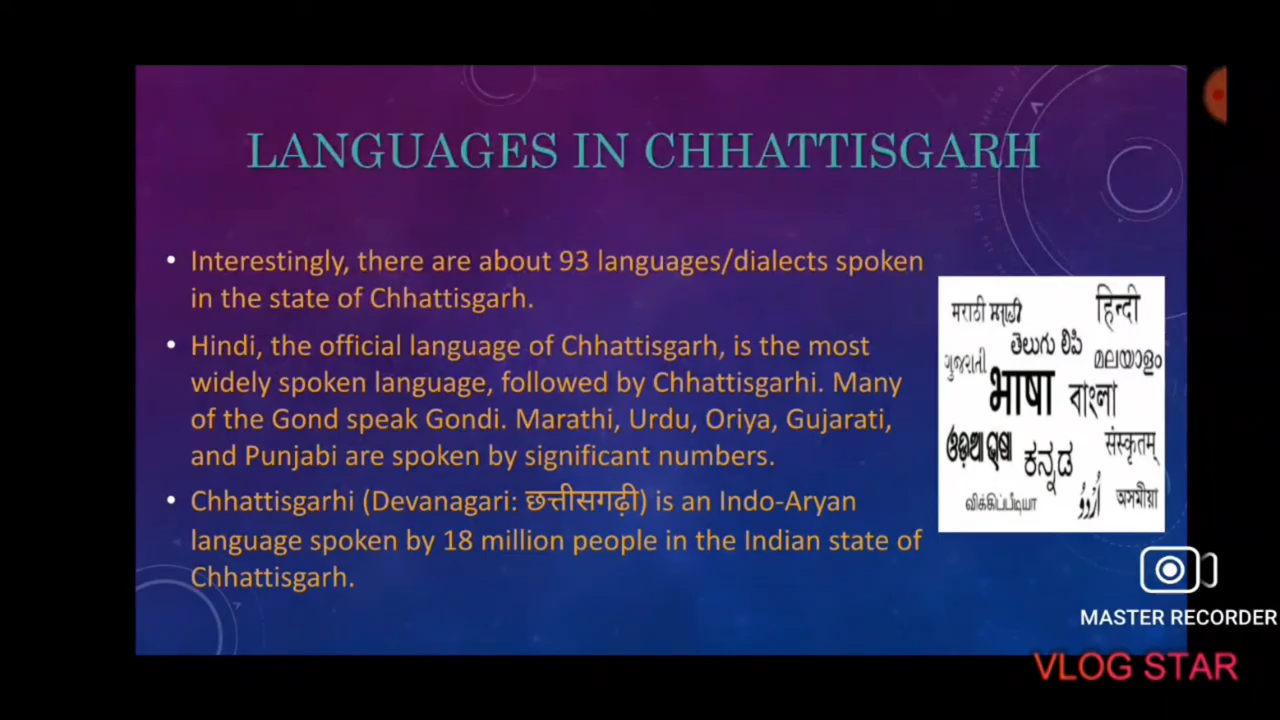 LANGUAGES IN CHHATTISGARH
• Interestingly, there are about 93 languages/dialects spoken
in the state of Chhattisgarh.
• Hindi, the official language of Chhattisgarh, is the most
widely spoken language, followed by Chhattisgarhi. Many
of the Gond speak Gondi. Marathi, Urdu, Oriya, Gujarati,
and Punjabi are spoken by significant numbers.
• Chhattisgarhi (Devanagari: छत्तीसगढ़ी) is an Indo-Aryan
language spoken by 18 million people in the Indian state of
Chhattisgarh.
मराठी
हिन्दी
తెలుగు లిపి
ગુજરાતી
മലയാളം
भाषा
বাংলা
ଓଡ଼ିଆ
ಕನ್ನಡ
संस्कृतम्
விக்கிப்பீடியா
اُردُو
অসমীয়া
MASTER RECORDER
VLOG STAR